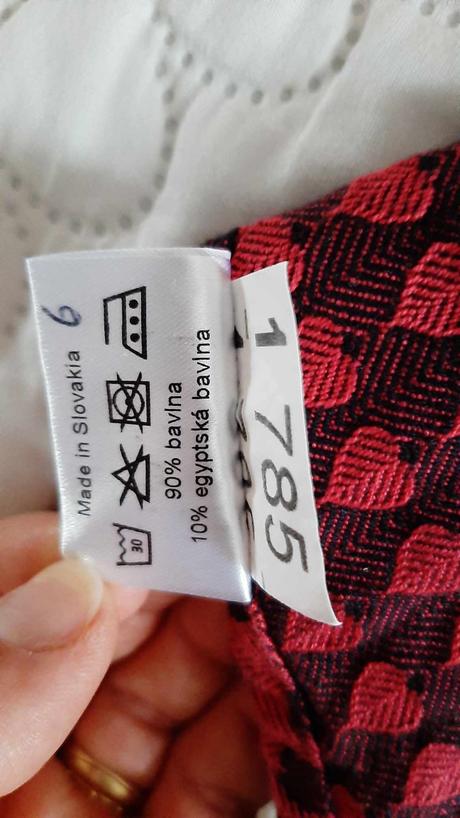 Made in Slovakia
6
30
90% bavlna
10% egyptská bavlna
1 785